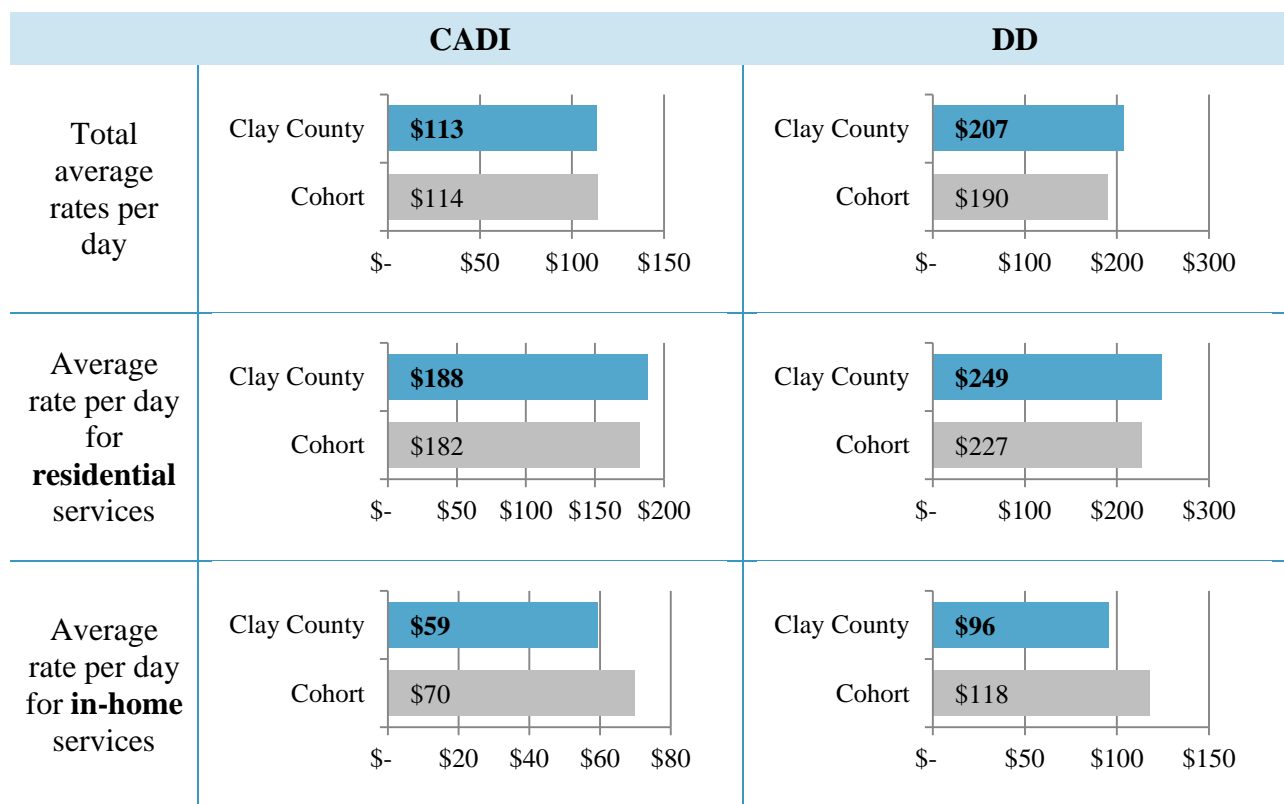 CADI
DD
Total
average
rates per
day
Clay County
$113
Cohort
$114
$-
$50
$100
$150
Clay County
$207
Cohort
$190
$-
$100
$200
$300
Average
rate per day
for
residential
services
Clay County
$188
Cohort
$182
$-
$50
$100
$150
$200
Clay County
$249
Cohort
$227
$-
$100
$200
$300
Average
rate per day
for in-home
services
Clay County
$59
Cohort
$70
$-
$20
$40
$60
$80
Clay County
$96
Cohort
$118
$-
$50
$100
$150